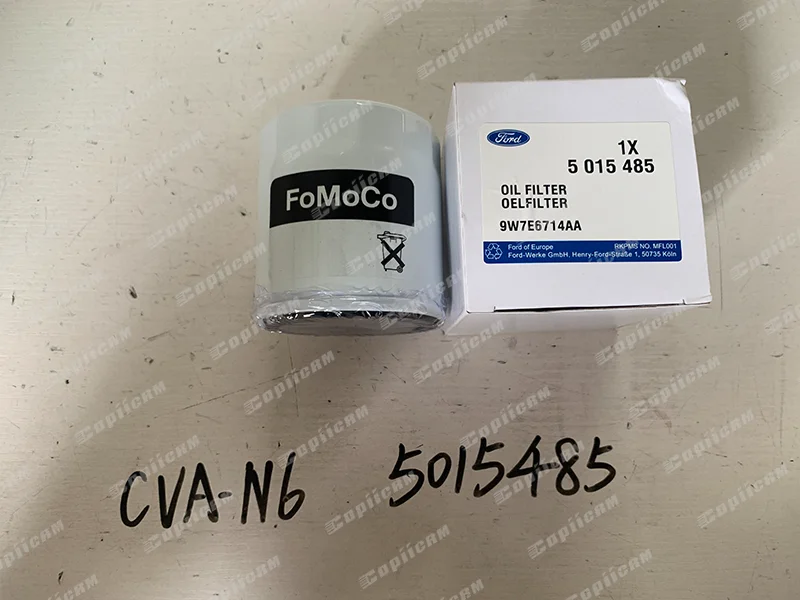 FoMoCo
Ford
1X
5 015 485
OIL FILTER
OELFILTER
9W7E6714AA
Ford of Europe RKPMS NO. MFL001
Ford-Werke GmbH, Henry-Ford-Straße 1, 50735 Köln
CVA-N6 5015485
Copiicam